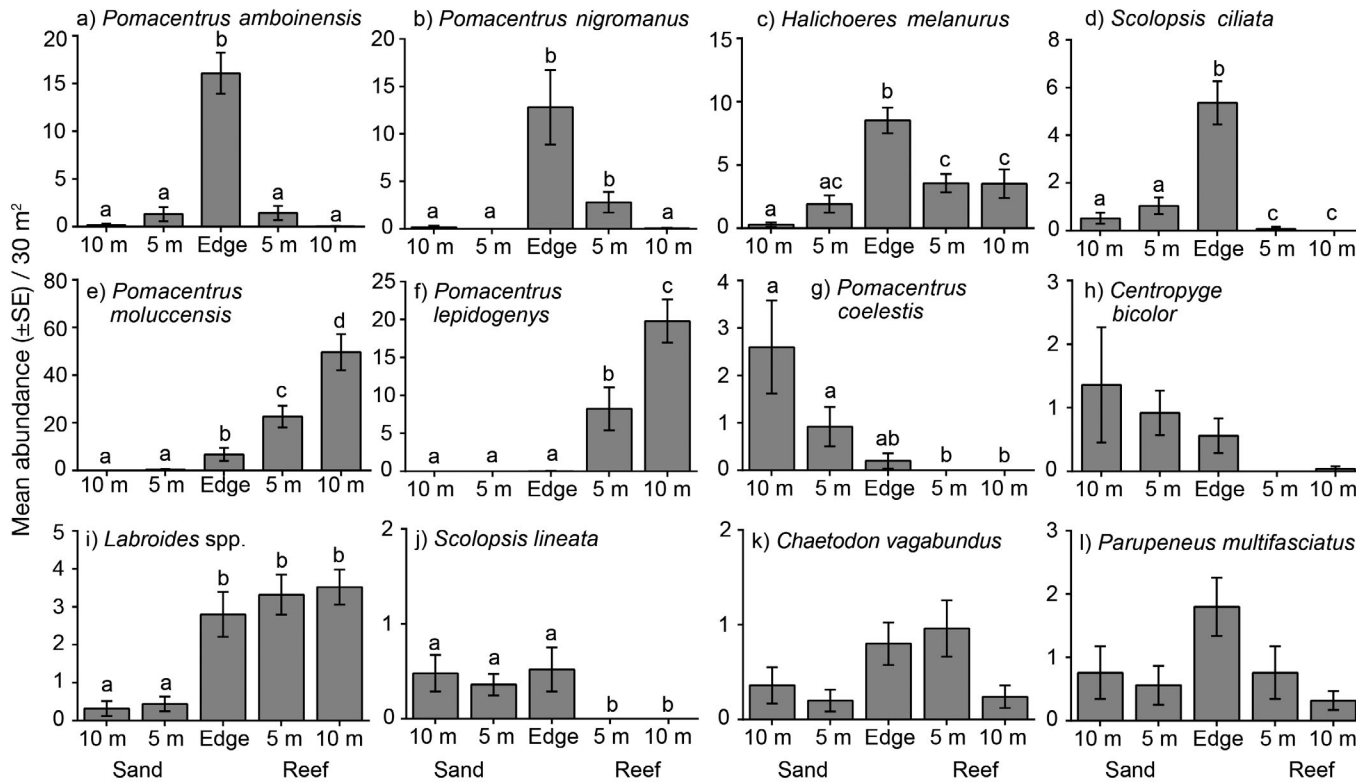 Mean abundance (±SE) / 30 m²
a) Pomacentrus amboinensis
20
15
10
5
0
a
a
b
a
a
10 m 5 m Edge 5 m 10 m
b) Pomacentrus nigromanus
20
15
10
5
0
a
a
b
b
a
10 m 5 m Edge 5 m 10 m
c) Halichoeres melanurus
15
10
5
0
a
ac
b
c
c
10 m 5 m Edge 5 m 10 m
d) Scolopsis ciliata
8
6
4
2
0
a
a
b
c
c
10 m 5 m Edge 5 m 10 m
e) Pomacentrus
moluccensis
80
60
40
20
0
a
a
b
c
d
10 m 5 m Edge 5 m 10 m
f) Pomacentrus
lepidogenys
25
20
15
10
5
0
a
a
a
b
c
10 m 5 m Edge 5 m 10 m
g) Pomacentrus
coelestis
4
3
2
1
0
a
a
ab
b
b
10 m 5 m Edge 5 m 10 m
h) Centropyge
bicolor
3
2
1
0
10 m 5 m Edge 5 m 10 m
i) Labroides spp.
5
4
3
2
1
0
a
a
b
b
b
10 m 5 m Edge 5 m 10 m
Sand Reef
j) Scolopsis lineata
2
1
0
a
a
a
b
b
10 m 5 m Edge 5 m 10 m
Sand Reef
k) Chaetodon vagabundus
2
1
0
10 m 5 m Edge 5 m 10 m
Sand Reef
l) Parupeneus multifasciatus
3
2
1
0
10 m 5 m Edge 5 m 10 m
Sand Reef